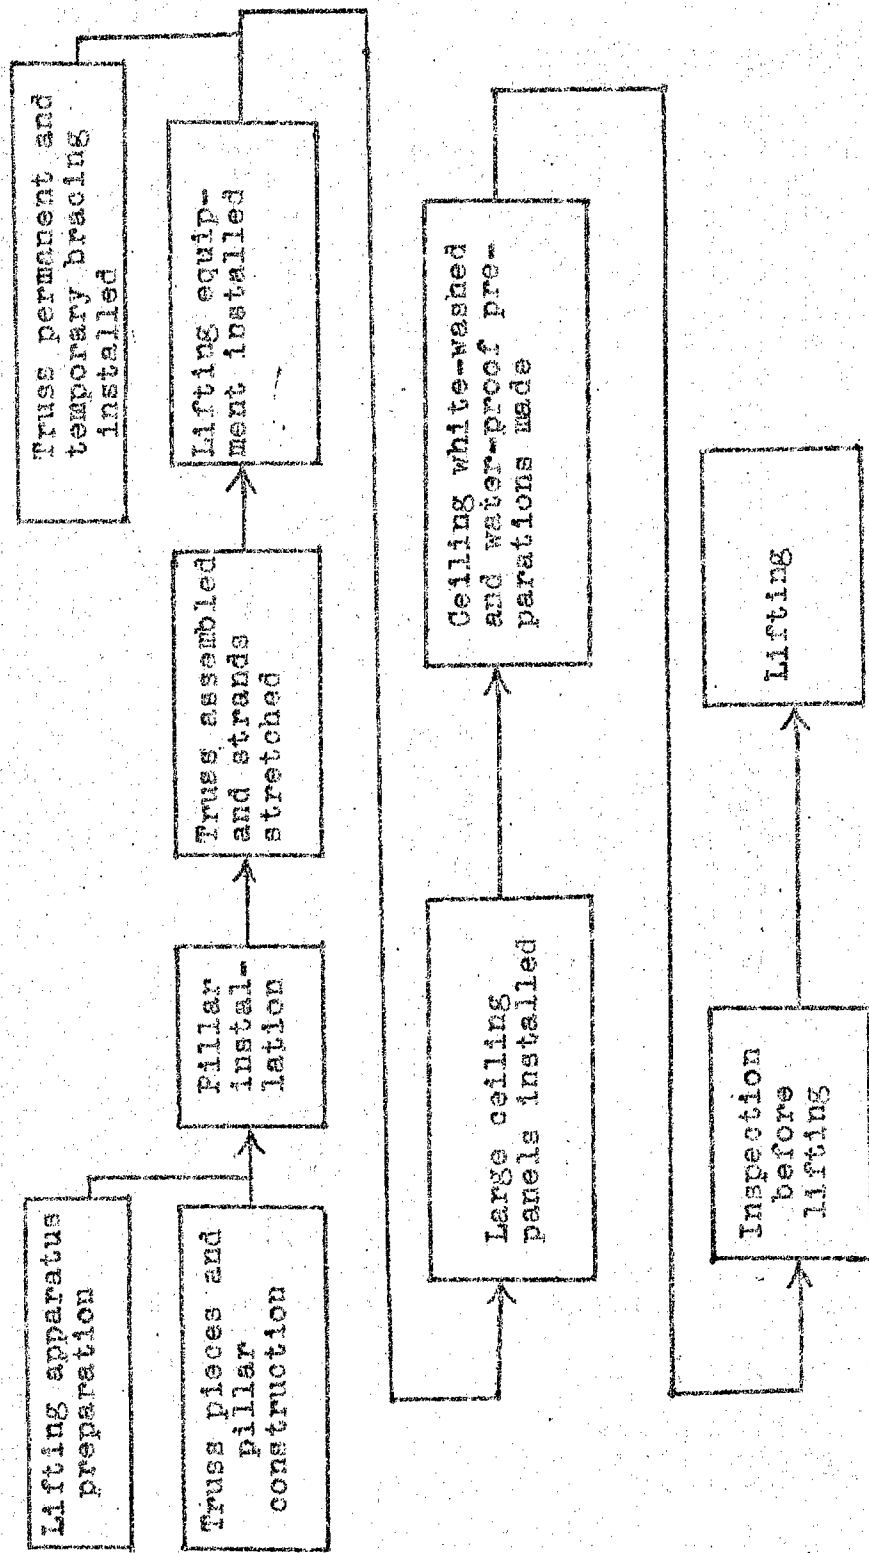 Lifting apparatus
preparation
Truss pieces and
pillar
construction
Pillar
instal-
lation
Truss assembled
and strands
stretched
Lifting equip-
ment installed
Truss permanent and
temporary bracing
installed
Large ceiling
panels installed
Ceiling white-washed
and water-proof pre-
parations made
Inspection
before
lifting
Lifting